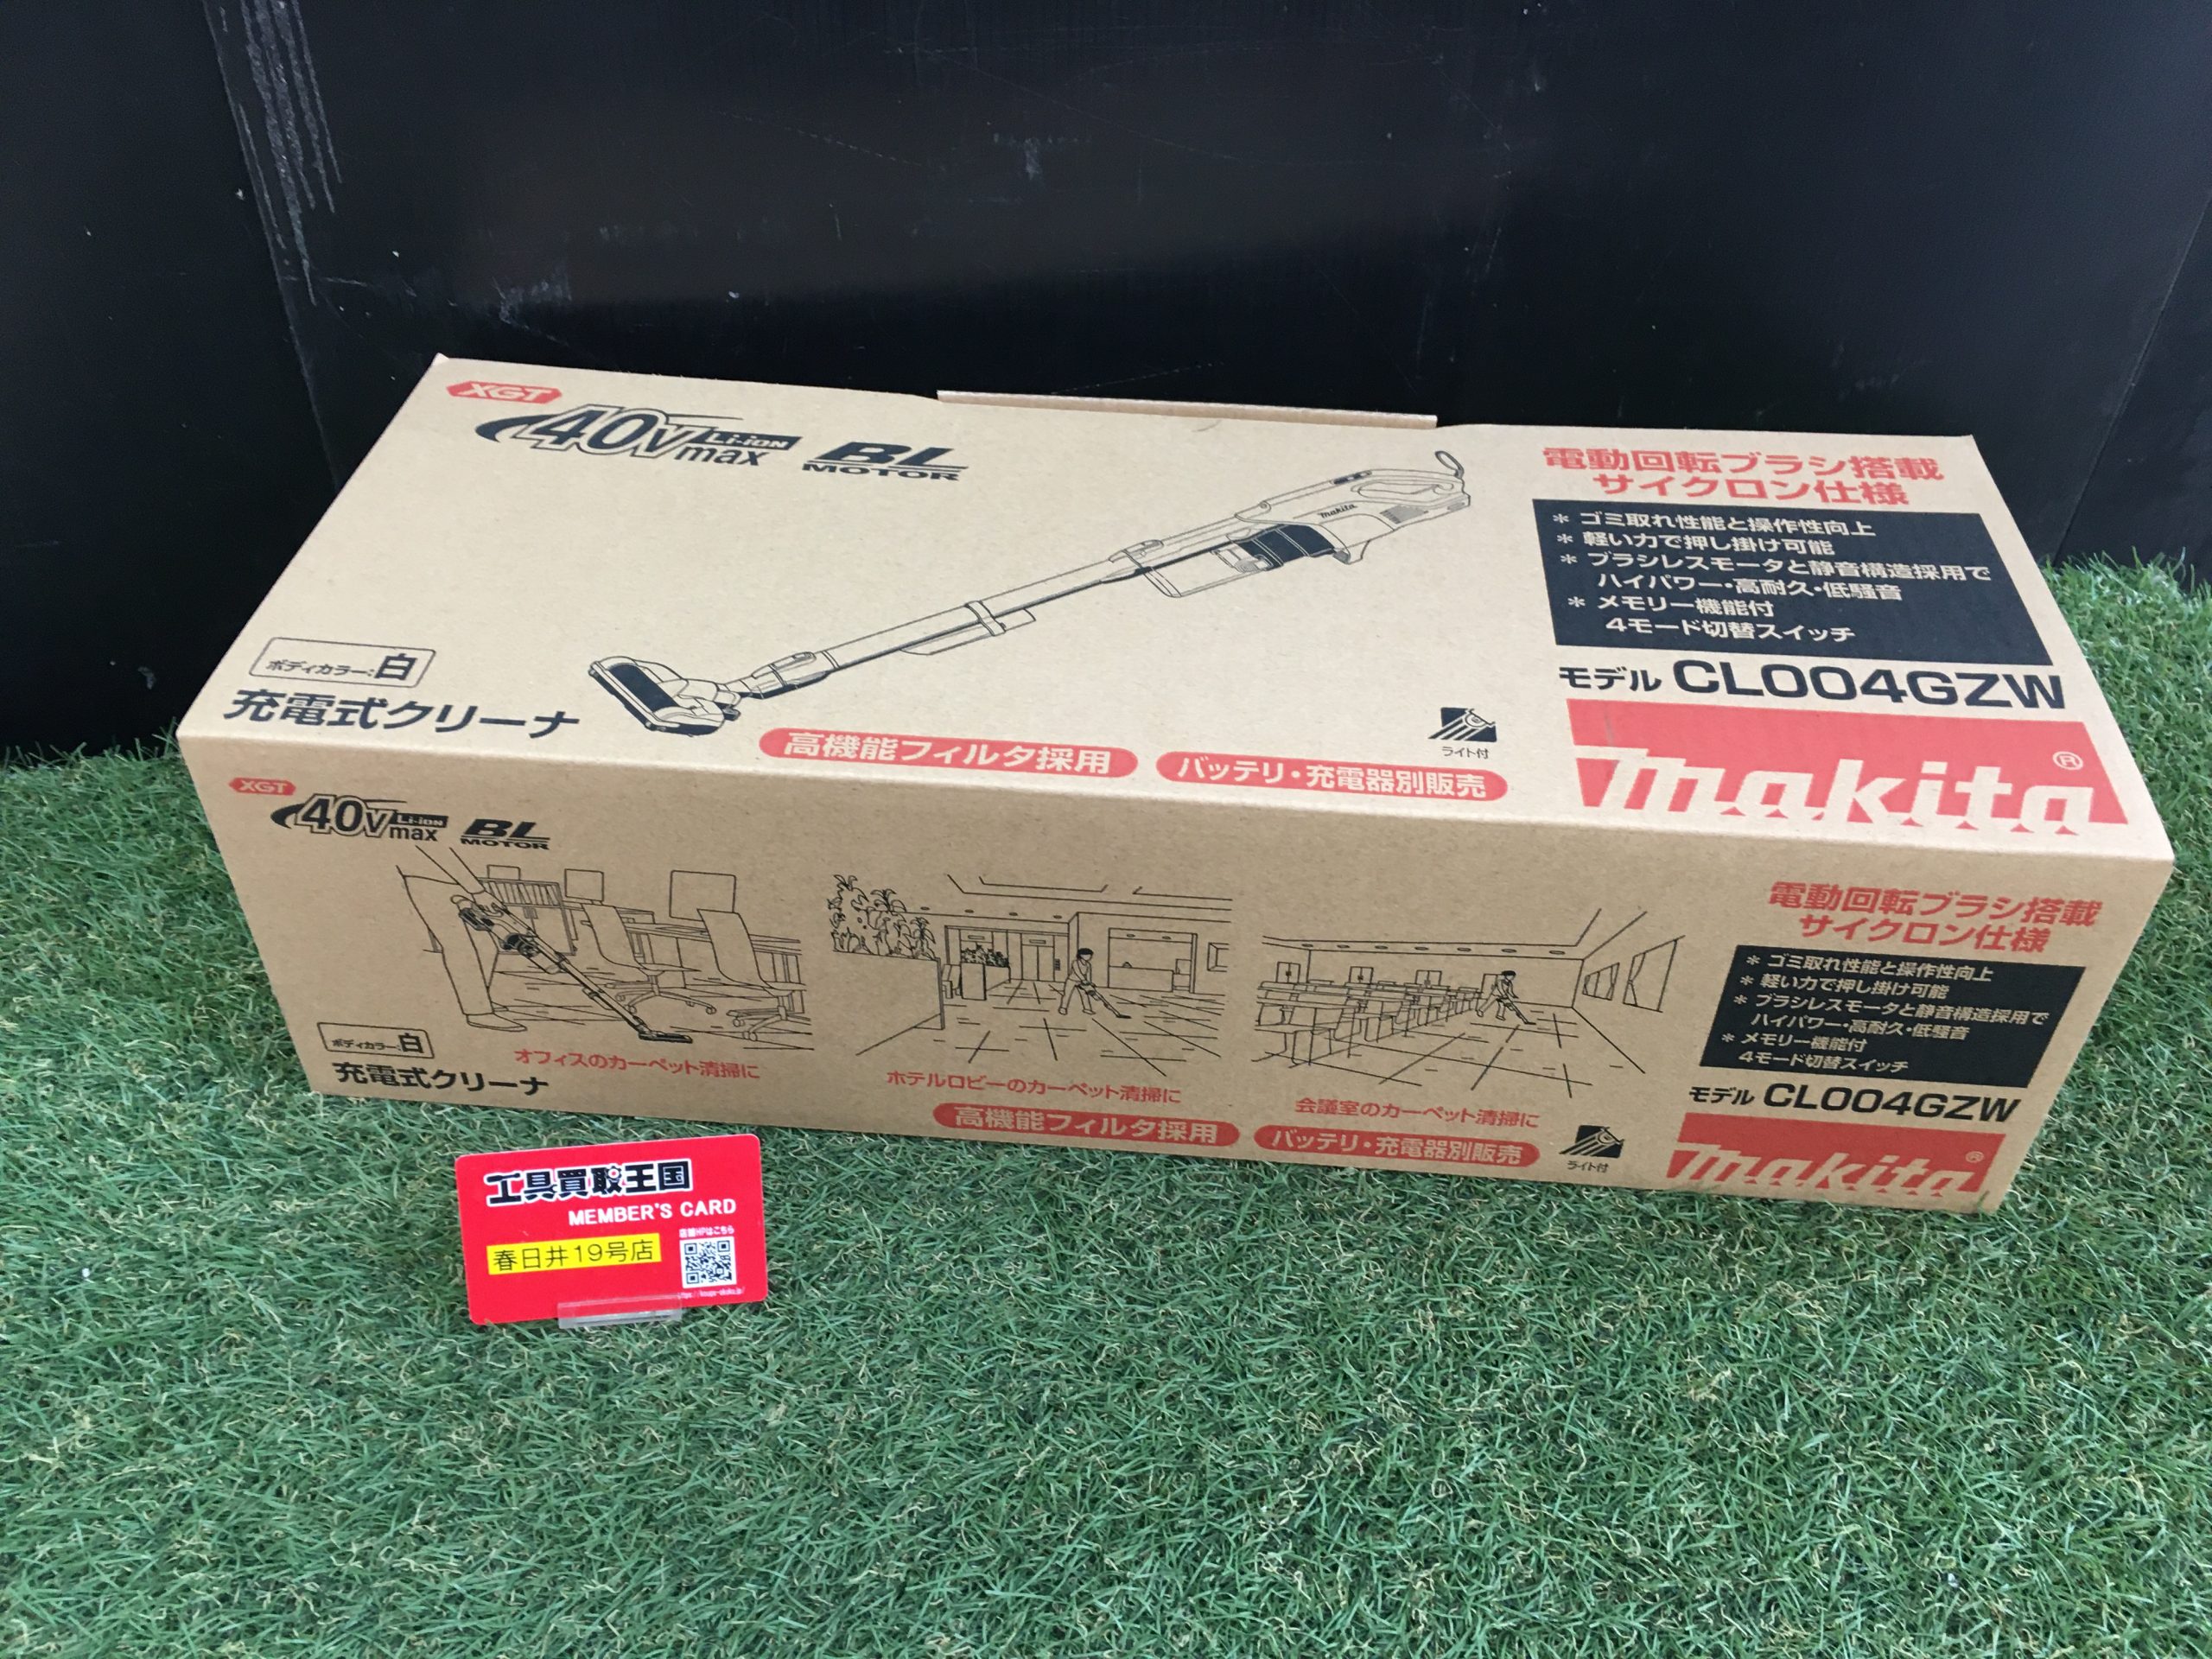 XGT
40Vmax Li-ion
BL MOTOR
電動回転ブラシ搭載
サイクロン仕様
* ゴミ取れ性能と操作性向上
* 軽い力で押し掛け可能
* ブラシレスモータと静音構造採用で
ハイパワー・高耐久・低騒音
* メモリー機能付
4モード切替スイッチ
makita
ボディカラー:白
充電式クリーナ
高機能フィルタ採用
バッテリ・充電器別販売
ライト付
モデル CL004GZW
makita®
XGT
40Vmax Li-ion
BL MOTOR
電動回転ブラシ搭載
サイクロン仕様
* ゴミ取れ性能と操作性向上
* 軽い力で押し掛け可能
* ブラシレスモータと静音構造採用で
ハイパワー・高耐久・低騒音
* メモリー機能付
4モード切替スイッチ
ボディカラー:白
充電式クリーナ
オフィスのカーペット清掃に
ホテルロビーのカーペット清掃に
会議室のカーペット清掃に
高機能フィルタ採用
バッテリ・充電器別販売
ライト付
モデル CL004GZW
makita®
工具買取王国
MEMBER'S CARD
店舗HPはこちら
春日井19号店